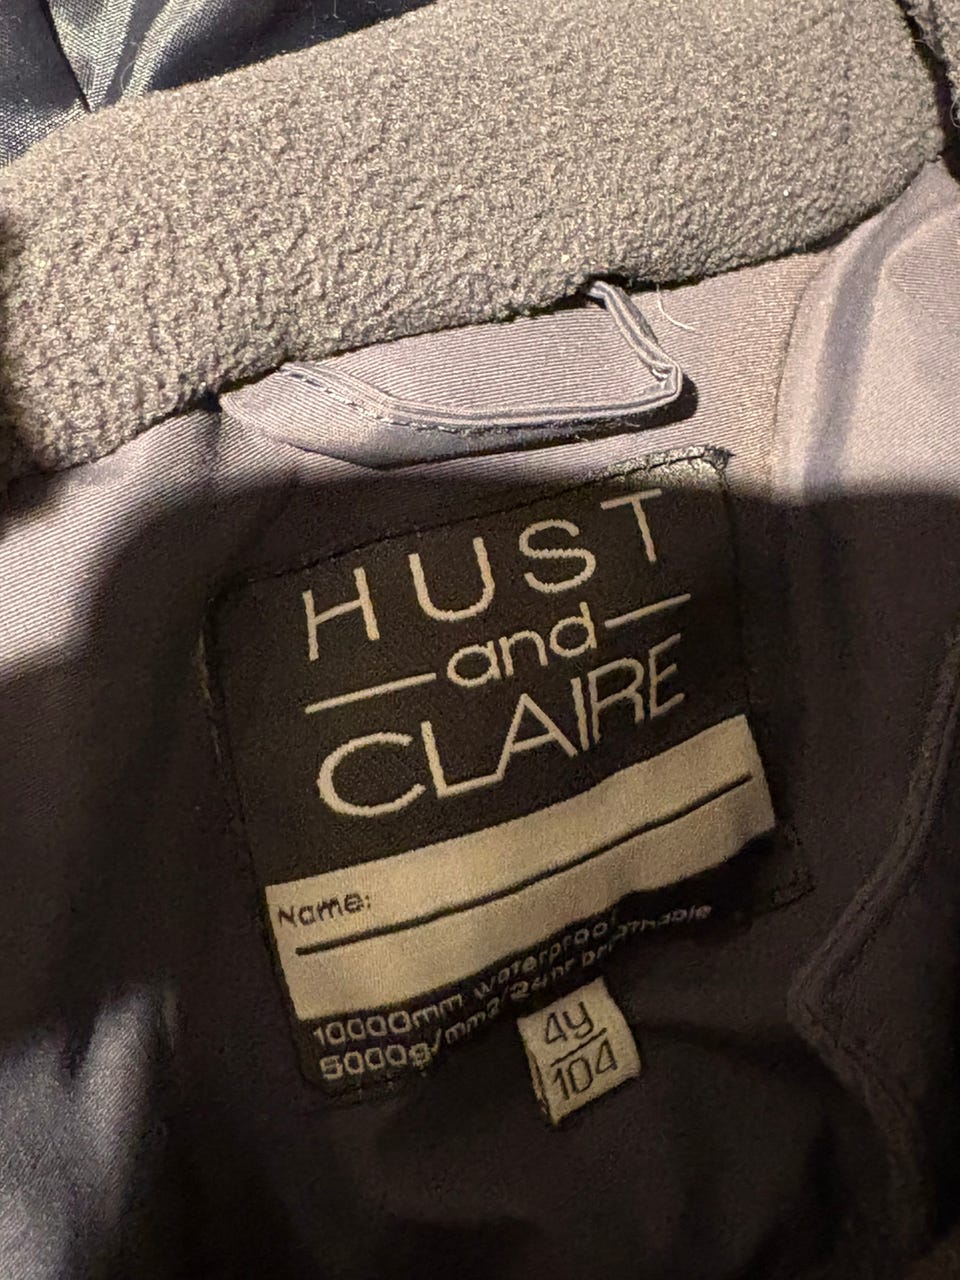 HUST
and
CLAIRE
Name:
10000mm waterproof
5000g/mm2/24hr breathable
4y
104